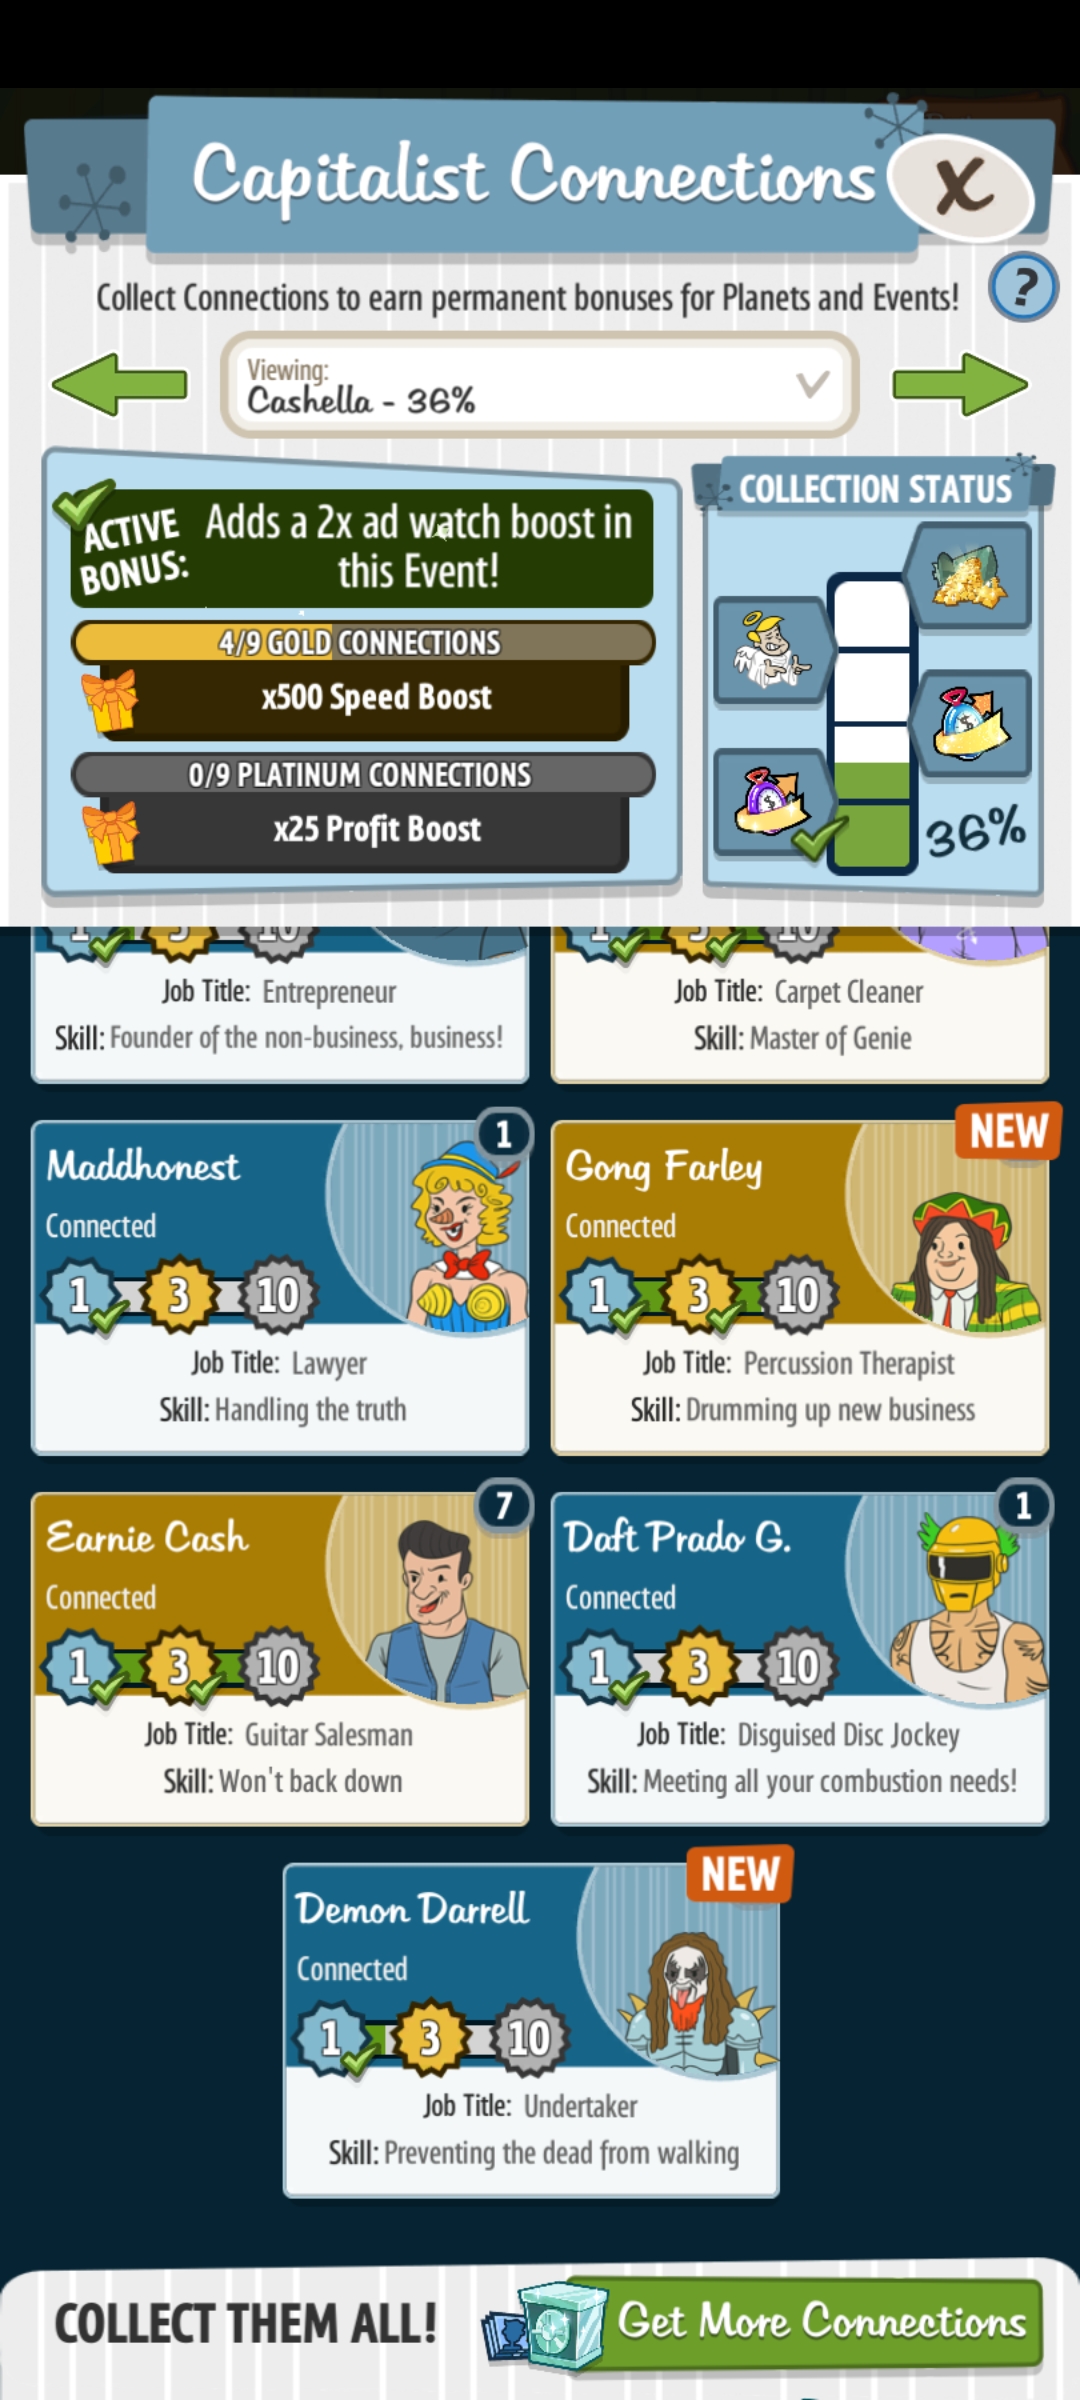 Capitalist Connections
X
Collect Connections to earn permanent bonuses for Planets and Events!
?
Viewing:
Cashella - 36%
ACTIVE BONUS:
Adds a 2x ad watch boost in
this Event!
4/9 GOLD CONNECTIONS
x500 Speed Boost
0/9 PLATINUM CONNECTIONS
x25 Profit Boost
COLLECTION STATUS
36%
1 3 10
Job Title: Entrepreneur
Skill: Founder of the non-business, business!
1 3 10
Job Title: Carpet Cleaner
Skill: Master of Genie
Maddhonest
1
Connected
1 3 10
Job Title: Lawyer
Skill: Handling the truth
NEW
Gong Farley
Connected
1 3 10
Job Title: Percussion Therapist
Skill: Drumming up new business
Earnie Cash
7
Connected
1 3 10
Job Title: Guitar Salesman
Skill: Won't back down
Daft Prado G.
1
Connected
1 3 10
Job Title: Disguised Disc Jockey
Skill: Meeting all your combustion needs!
NEW
Demon Darrell
Connected
1 3 10
Job Title: Undertaker
Skill: Preventing the dead from walking
COLLECT THEM ALL!
Get More Connections